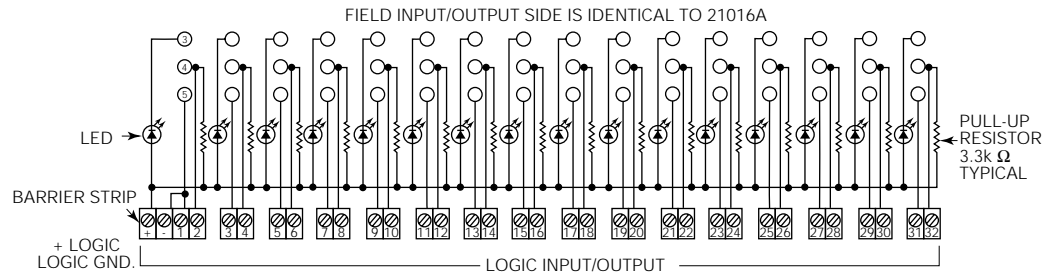 FIELD INPUT/OUTPUT SIDE IS IDENTICAL TO 21016A
3
4
5
LED
PULL-UP
RESISTOR
3.3k Ω
TYPICAL
BARRIER STRIP
+ - 1 2 3 4 5 6 7 8 9 10 11 12 13 14 15 16 17 18 19 20 21 22 23 24 25 26 27 28 29 30 31 32
+ LOGIC
LOGIC GND.
LOGIC INPUT/OUTPUT